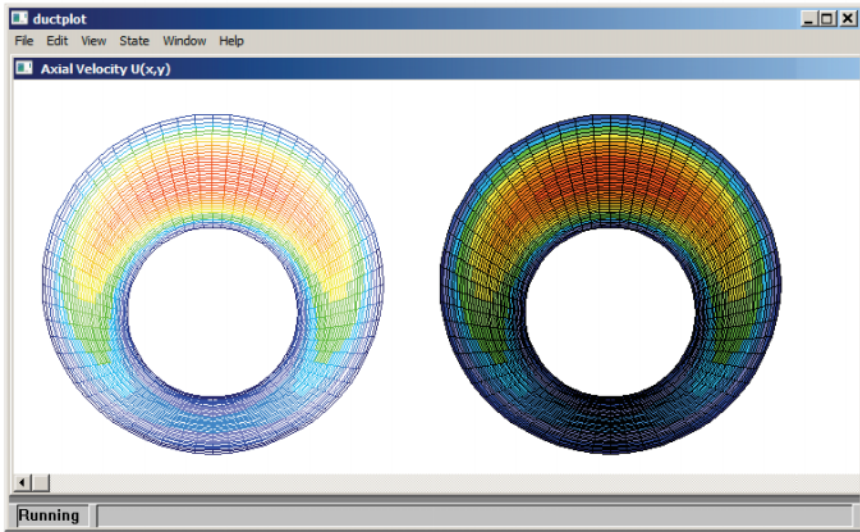 ductplot
File Edit View State Window Help
Axial Velocity U(x,y)
Running